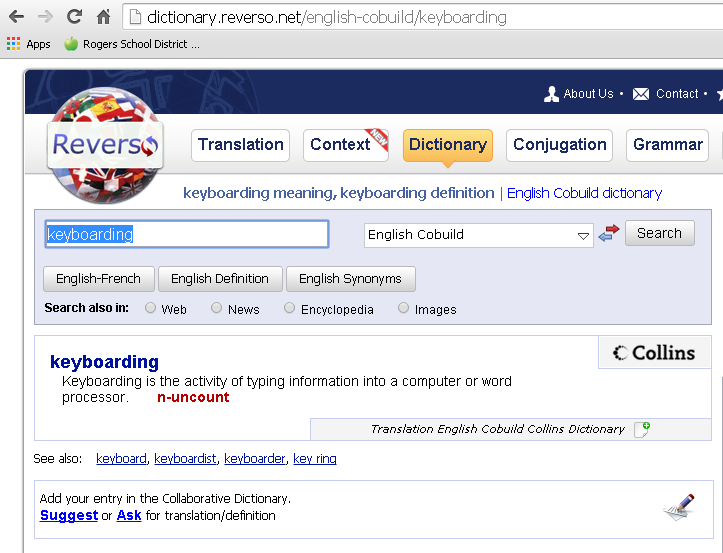 dictionary.reverso.net/english-cobuild/keyboarding
Apps Rogers School District ...
About Us • Contact •
Reverso
Translation Context NEW Dictionary Conjugation Grammar
keyboarding meaning, keyboarding definition | English Cobuild dictionary
keyboarding English Cobuild Search
English-French English Definition English Synonyms
Search also in: Web News Encyclopedia Images
Collins
keyboarding
Keyboarding is the activity of typing information into a computer or word
processor. n-uncount
Translation English Cobuild Collins Dictionary
See also: keyboard, keyboardist, keyboarder, key ring
Add your entry in the Collaborative Dictionary.
Suggest or Ask for translation/definition